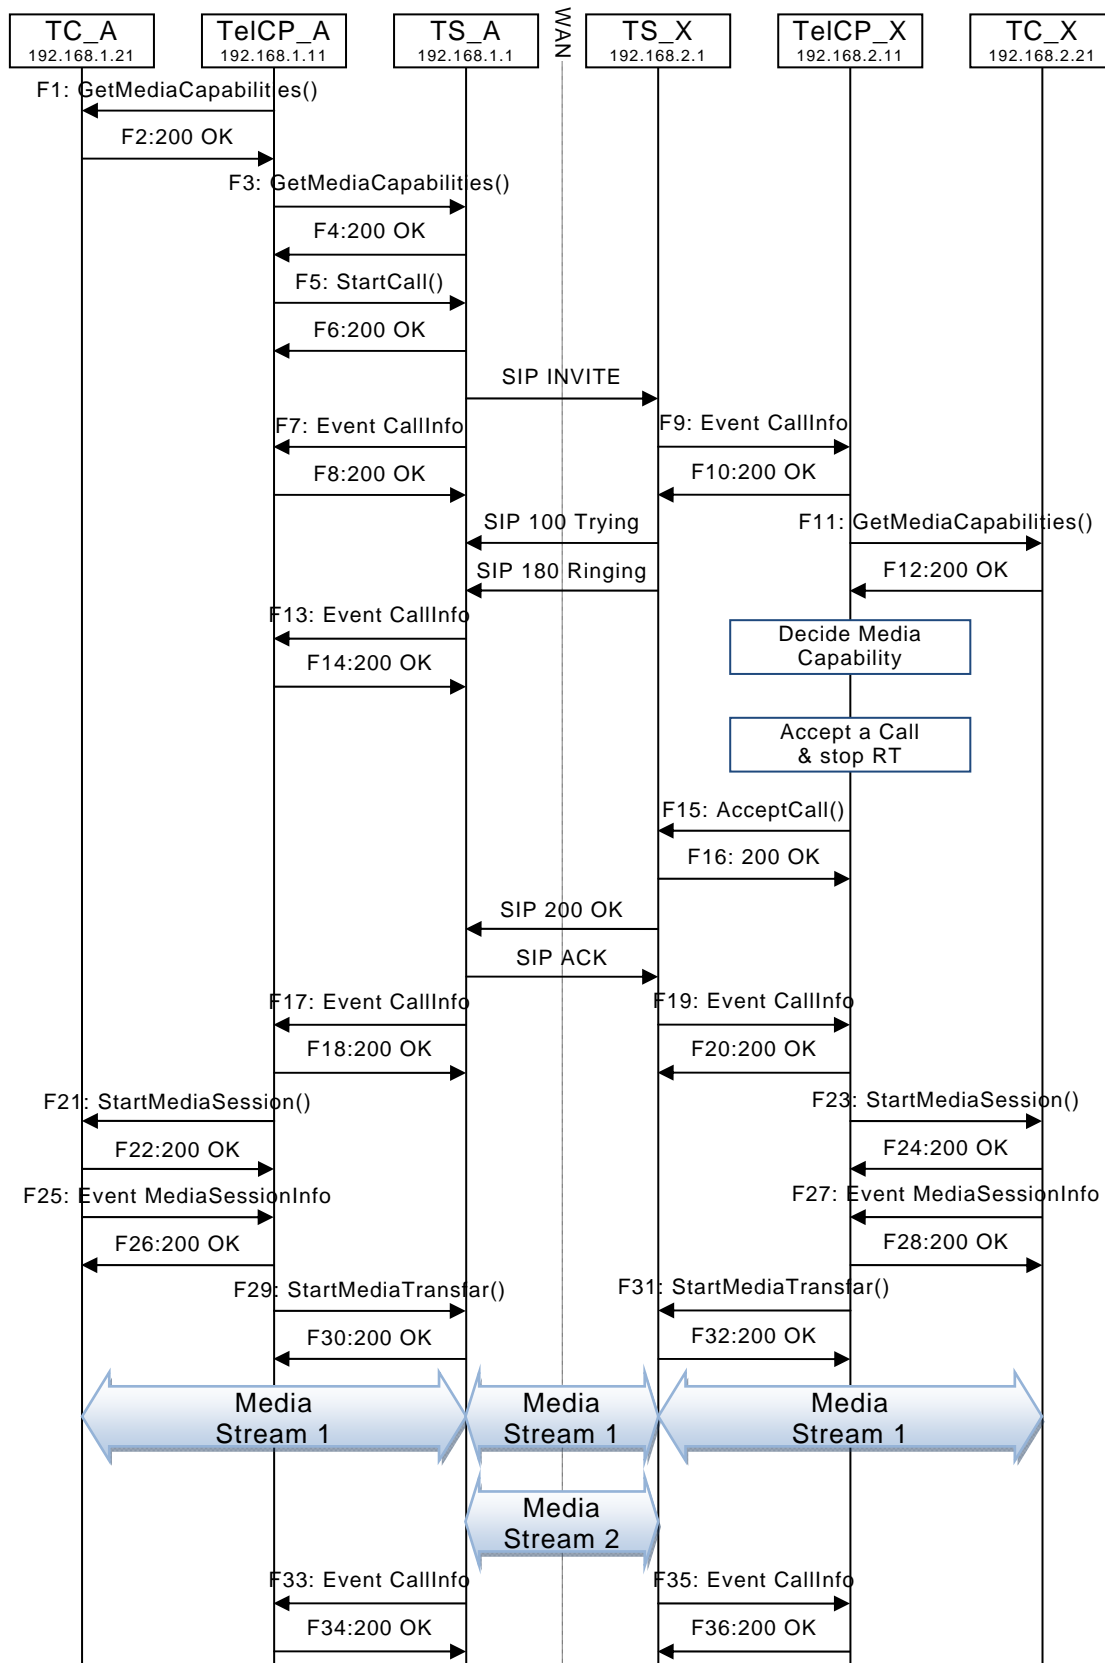 TC_A
192.168.1.21
TelCP_A
192.168.1.11
TS_A
192.168.1.1
WAN
TS_X
192.168.2.1
TelCP_X
192.168.2.11
TC_X
192.168.2.21
F1: GetMediaCapabilities()
F2:200 OK
F3: GetMediaCapabilities()
F4:200 OK
F5: StartCall()
F6:200 OK
SIP INVITE
F7: Event CallInfo
F9: Event CallInfo
F8:200 OK
F10:200 OK
SIP 100 Trying
F11: GetMediaCapabilities()
SIP 180 Ringing
F12:200 OK
F13: Event CallInfo
Decide Media
Capability
F14:200 OK
Accept a Call
& stop RT
F15: AcceptCall()
F16: 200 OK
SIP 200 OK
SIP ACK
F17: Event CallInfo
F19: Event CallInfo
F18:200 OK
F20:200 OK
F21: StartMediaSession()
F23: StartMediaSession()
F22:200 OK
F24:200 OK
F25: Event MediaSessionInfo
F27: Event MediaSessionInfo
F26:200 OK
F28:200 OK
F29: StartMediaTransfar()
F31: StartMediaTransfar()
F30:200 OK
F32:200 OK
Media
Stream 1
Media
Stream 1
Media
Stream 1
Media
Stream 2
F33: Event CallInfo
F35: Event CallInfo
F34:200 OK
F36:200 OK